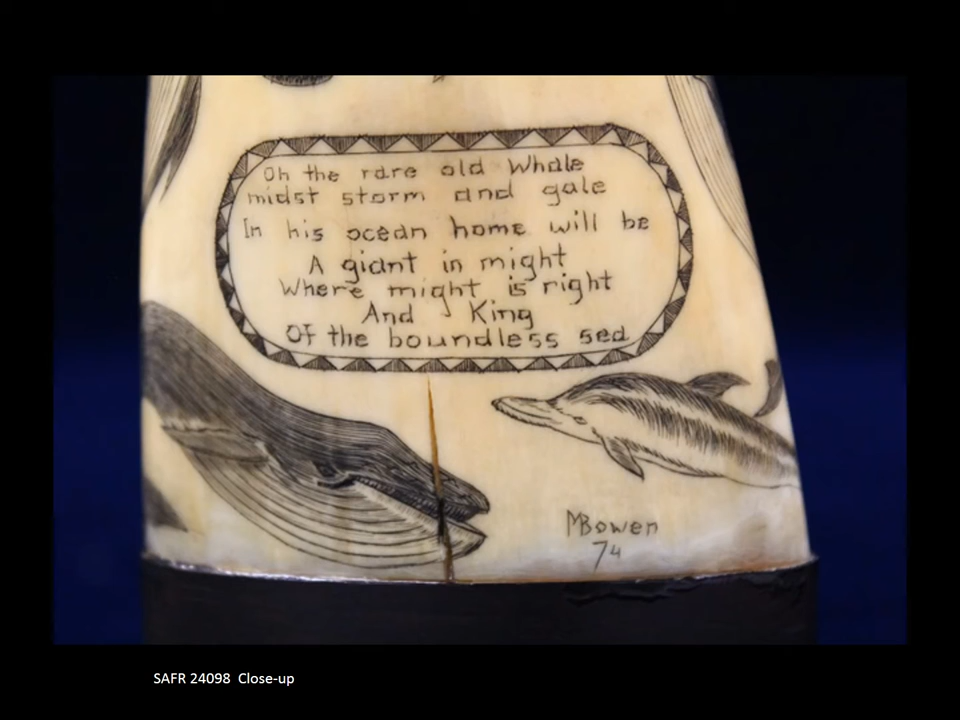 Oh the rare old Whale
midst storm and gale
In his ocean home will be
A giant in might
Where might is right
And King
Of the boundless sea
MBowen
74
SAFR 24098 Close-up